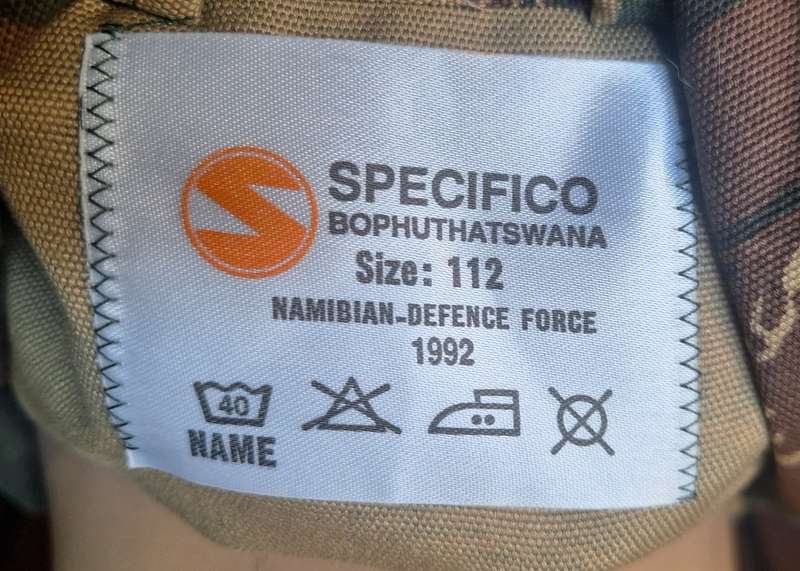 SPECIFICO
BOPHUTHATSWANA
Size: 112
NAMIBIAN-DEFENCE FORCE
1992
40
NAME